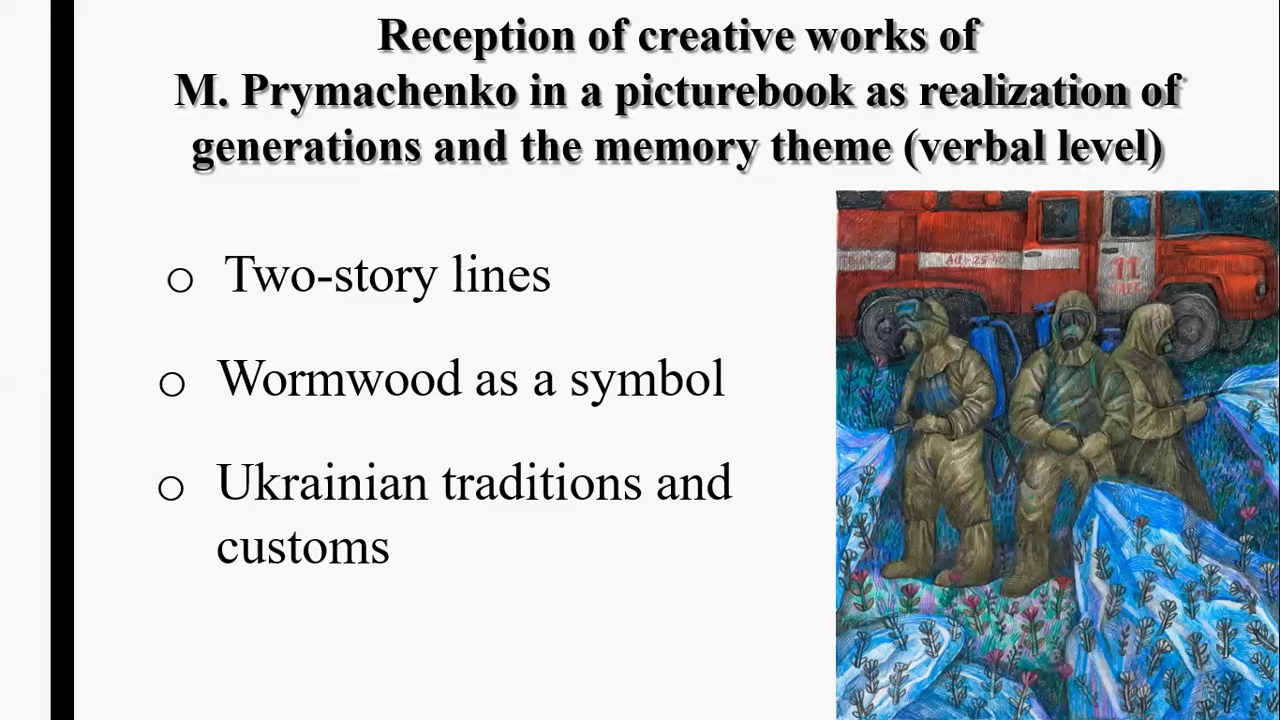 Reception of creative works of
M. Prymachenko in a picturebook as realization of
generations and the memory theme (verbal level)
o Two-story lines
o Wormwood as a symbol
o Ukrainian traditions and
customs
11